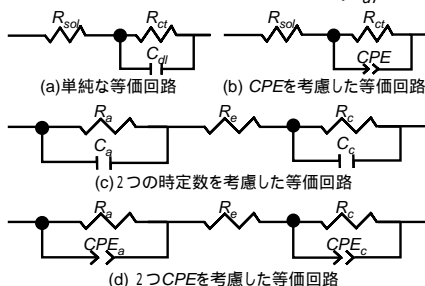 R_sol R_ct R_sol R_ct
C_dl CPE
(a)単純な等価回路 (b) CPEを考慮した等価回路
R_a R_e R_c
C_a C_c
(c) 2つの時定数を考慮した等価回路
R_a R_e R_c
CPE_a CPE_c
(d) 2つCPEを考慮した等価回路